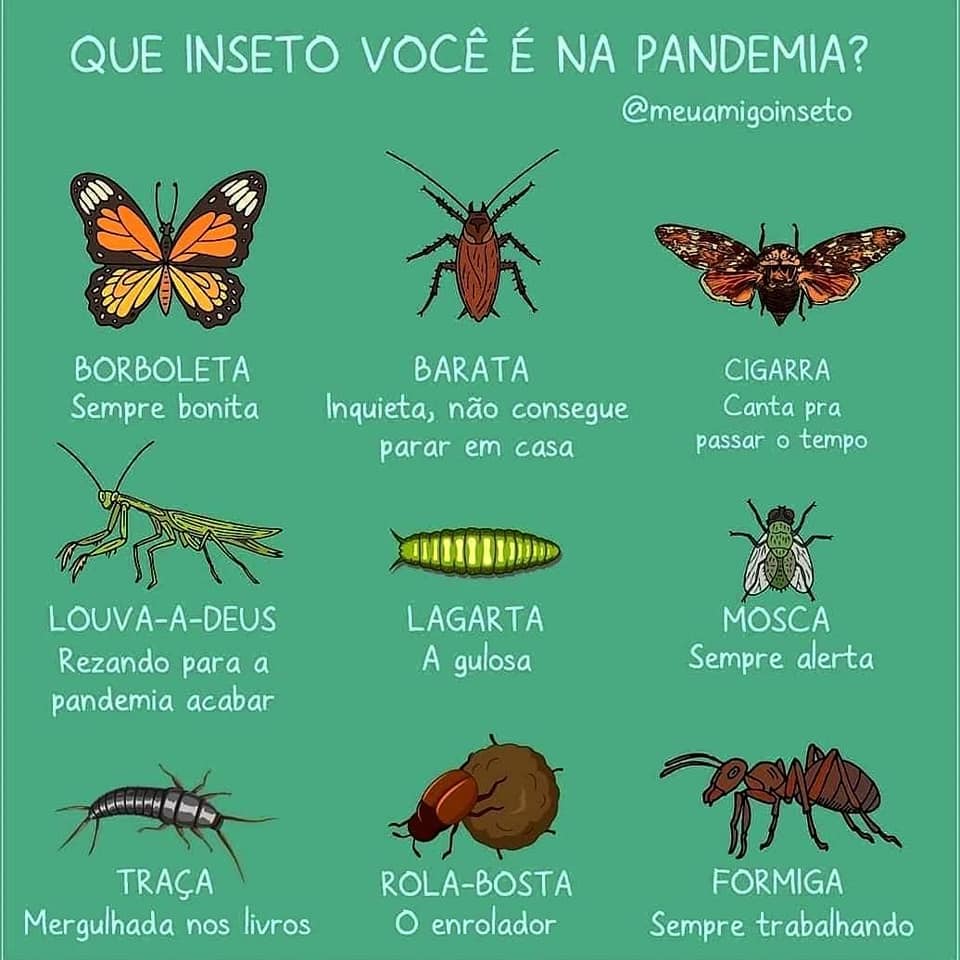 QUE INSETO VOCÊ É NA PANDEMIA?
@meuamigoinseto
BORBOLETA
Sempre bonita
BARATA
Inquieta, não consegue
parar em casa
CIGARRA
Canta pra
passar o tempo
LOUVA-A-DEUS
Rezando para a
pandemia acabar
LAGARTA
A gulosa
MOSCA
Sempre alerta
TRAÇA
Mergulhada nos livros
ROLA-BOSTA
O enrolador
FORMIGA
Sempre trabalhando